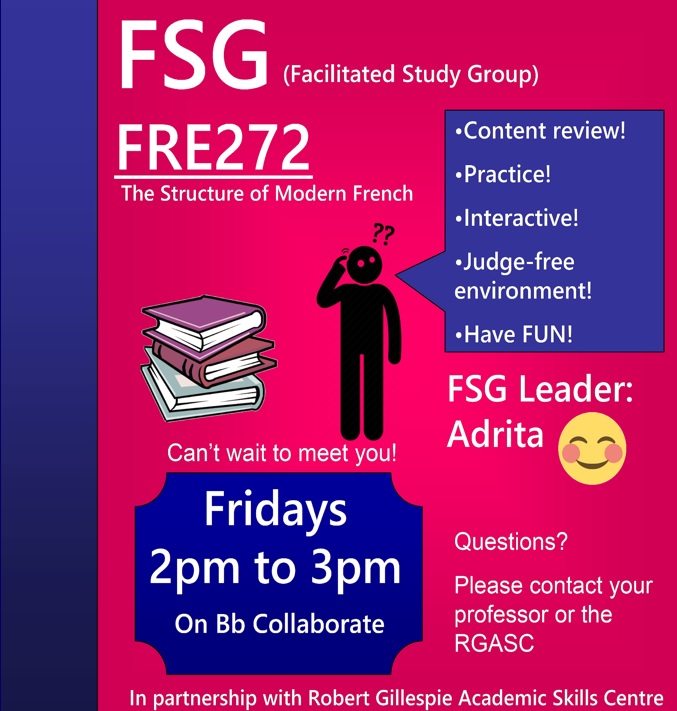 FSG (Facilitated Study Group)
FRE272
The Structure of Modern French
•Content review!
•Practice!
•Interactive!
•Judge-free
environment!
•Have FUN!
??
FSG Leader:
Adrita
Can't wait to meet you!
Fridays
2pm to 3pm
On Bb Collaborate
Questions?
Please contact your
professor or the
RGASC
In partnership with Robert Gillespie Academic Skills Centre